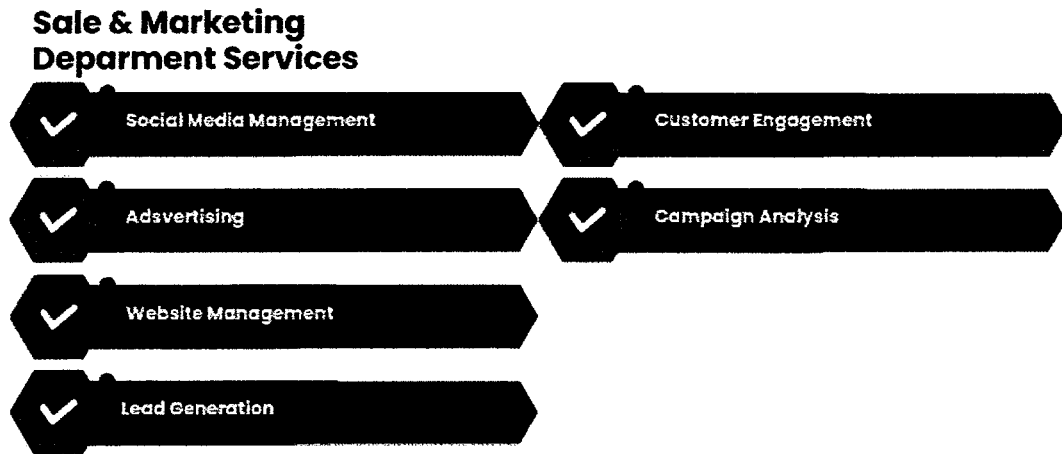 Sale & Marketing
Deparment Services
Social Media Management
Adsvertising
Website Management
Lead Generation
Customer Engagement
Campaign Analysis